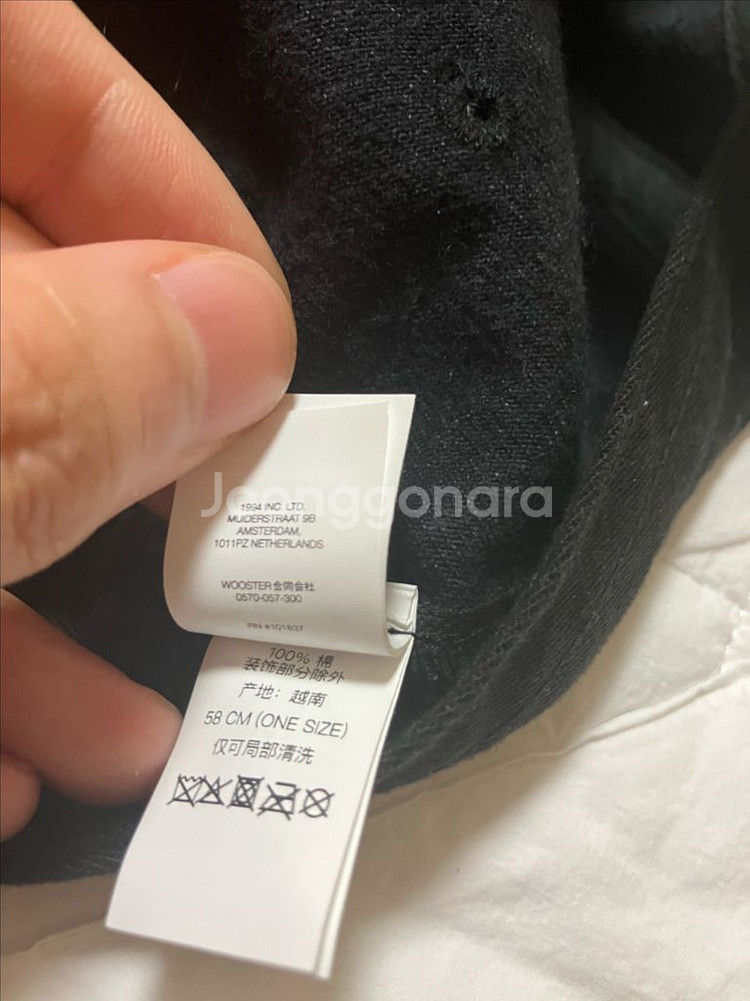 Joonggonara
1994 INC. LTD.
MUIDERSTRAAT 9B
AMSTERDAM,
1011PZ NETHERLANDS
WOOSTER合同会社
0570-057-300
RN #101837
100% 棉
装饰部分除外
产地: 越南
58 CM (ONE SIZE)
仅可局部清洗